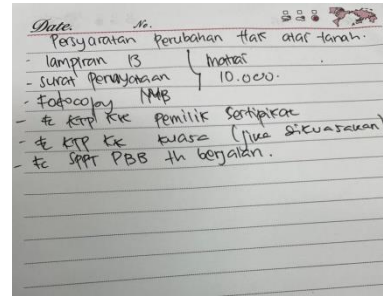 Date. No.
Persyaratan Perubahan Hak atas tanah.
- lampiran 13 } matrai
- surat pernyataan } 10.000.
- Fotocopy NIB
- fc KTP KK pemilik Sertipikat
- fc KTP KK kuasa (jika dikuasakan)
- fc SPPT PBB th berjalan.